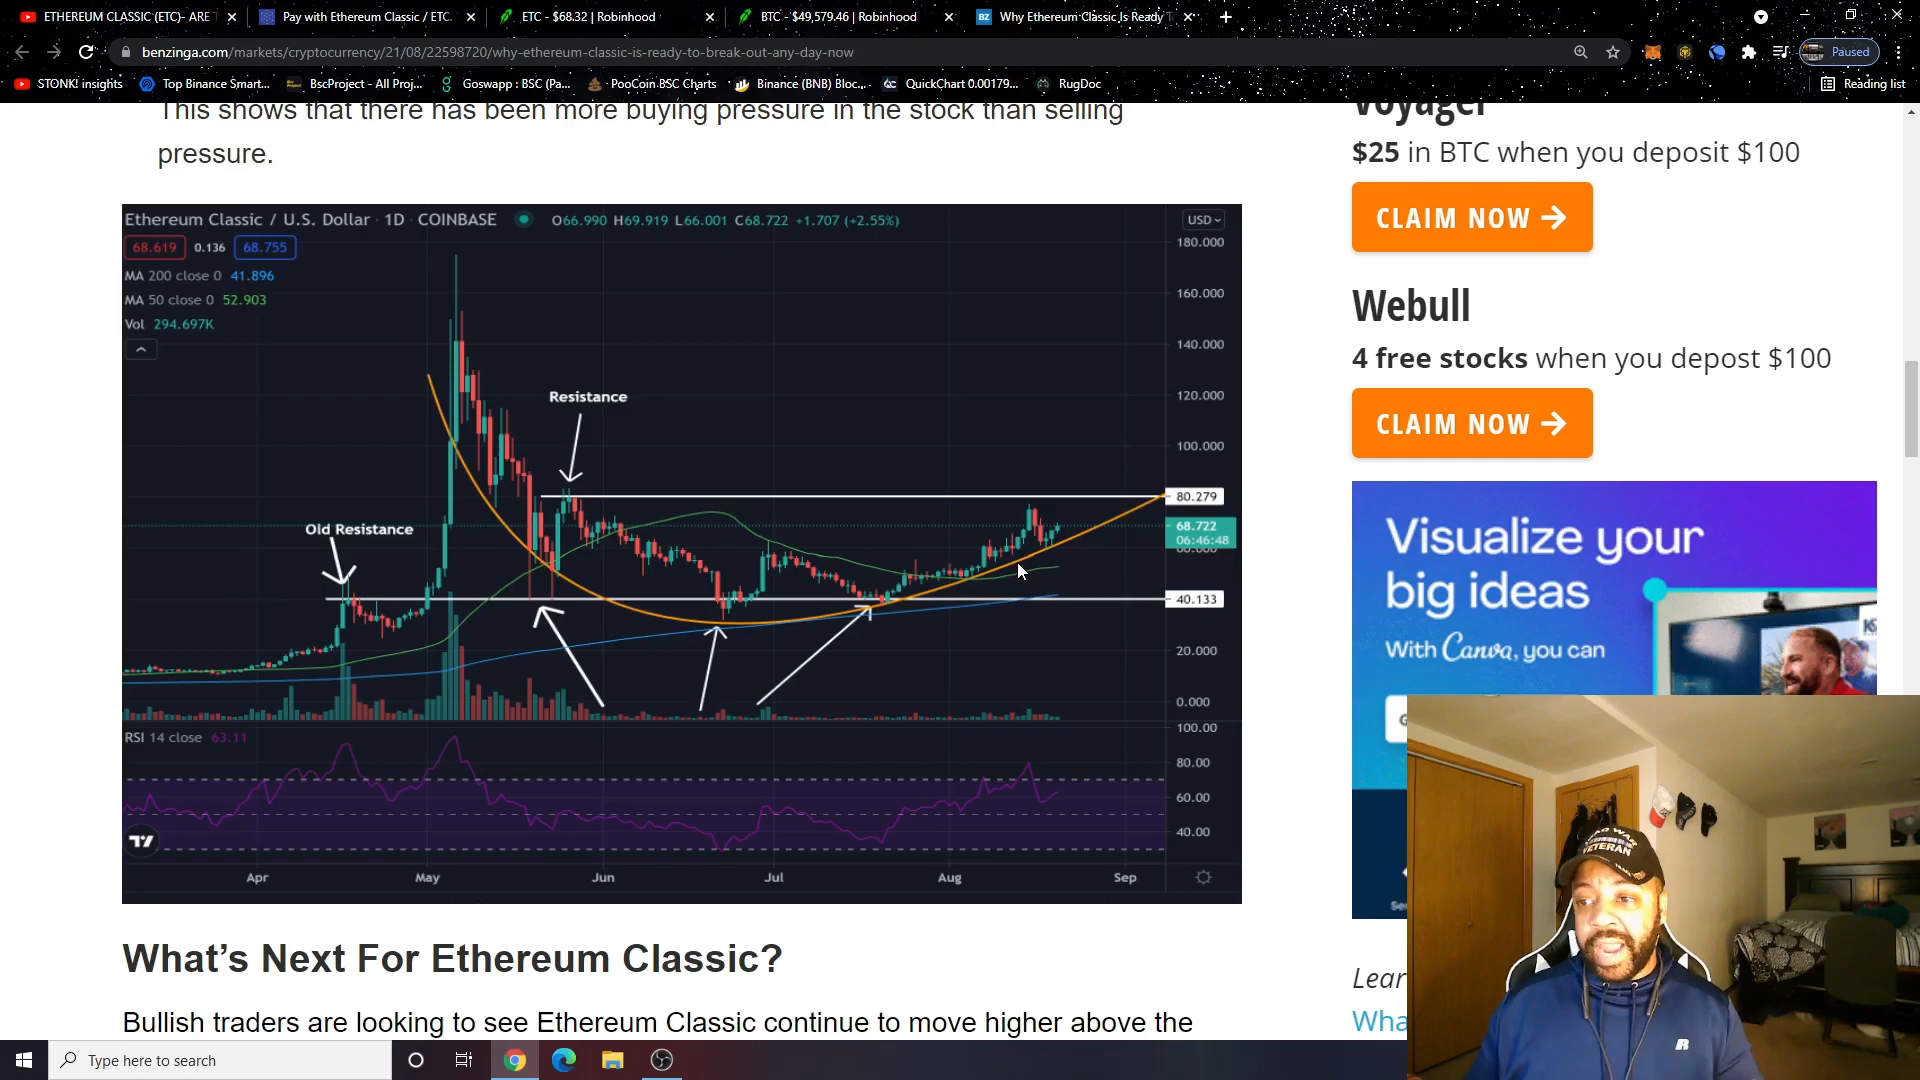 ETHEREUM CLASSIC (ETC)- ARE T
Pay with Ethereum Classic / ETC.
ETC - $68.32 | Robinhood
BTC - $49,579.46 | Robinhood
BZ
Why Ethereum Classic Is Ready T
benzinga.com/markets/cryptocurrency/21/08/22598720/why-ethereum-classic-is-ready-to-break-out-any-day-now
Paused
STONK! insights
Top Binance Smart...
BscProject - All Proj...
Goswapp : BSC (Pa...
PooCoin BSC Charts
Binance (BNB) Bloc...
QuickChart 0.00179...
RugDoc
Reading list
This shows that there has been more buying pressure in the stock than selling
pressure.
Ethereum Classic / U.S. Dollar · 1D · COINBASE
O66.990 H69.919 L66.001 C68.722 +1.707 (+2.55%)
USD
68.619 0.136 68.755
MA 200 close 0 41.896
MA 50 close 0 52.903
Vol 294.697K
180.000
160.000
140.000
120.000
100.000
80.279
68.722
06:46:48
60.000
40.133
20.000
0.000
Resistance
Old Resistance
RSI 14 close 63.11
100.00
80.00
60.00
40.00
Apr
May
Jun
Jul
Aug
Sep
What’s Next For Ethereum Classic?
Bullish traders are looking to see Ethereum Classic continue to move higher above the
Voyager
$25 in BTC when you deposit $100
CLAIM NOW
Webull
4 free stocks when you depost $100
CLAIM NOW
Visualize your
big ideas
With Canva, you can
Lear
Wha
VETERAN
R
Type here to search